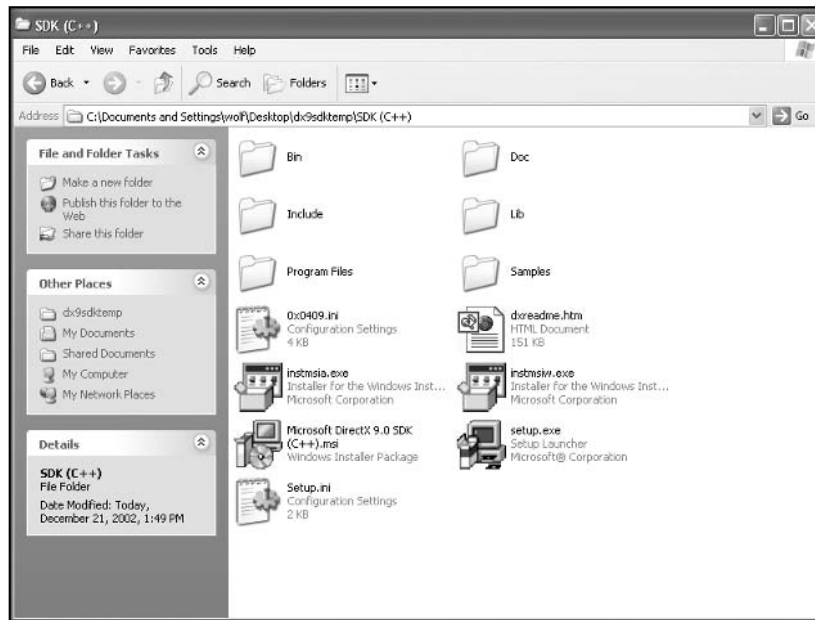 SDK (C++)
File Edit View Favorites Tools Help
Back Search Folders
Address C:\Documents and Settings\wolf\Desktop\dx9sdktemp\SDK (C++) Go
File and Folder Tasks
Make a new folder
Publish this folder to the
Web
Share this folder
Other Places
dx9sdktemp
My Documents
Shared Documents
My Computer
My Network Places
Details
SDK (C++)
File Folder
Date Modified: Today,
December 21, 2002, 1:49 PM
Bin
Doc
Include
Lib
Program Files
Samples
0x0409.ini
Configuration Settings
4 KB
dxreadme.htm
HTML Document
151 KB
instmsia.exe
Installer for the Windows Inst...
Microsoft Corporation
instmsiw.exe
Installer for the Windows Inst...
Microsoft Corporation
Microsoft DirectX 9.0 SDK
(C++).msi
Windows Installer Package
setup.exe
Setup Launcher
Microsoft® Corporation
Setup.ini
Configuration Settings
2 KB